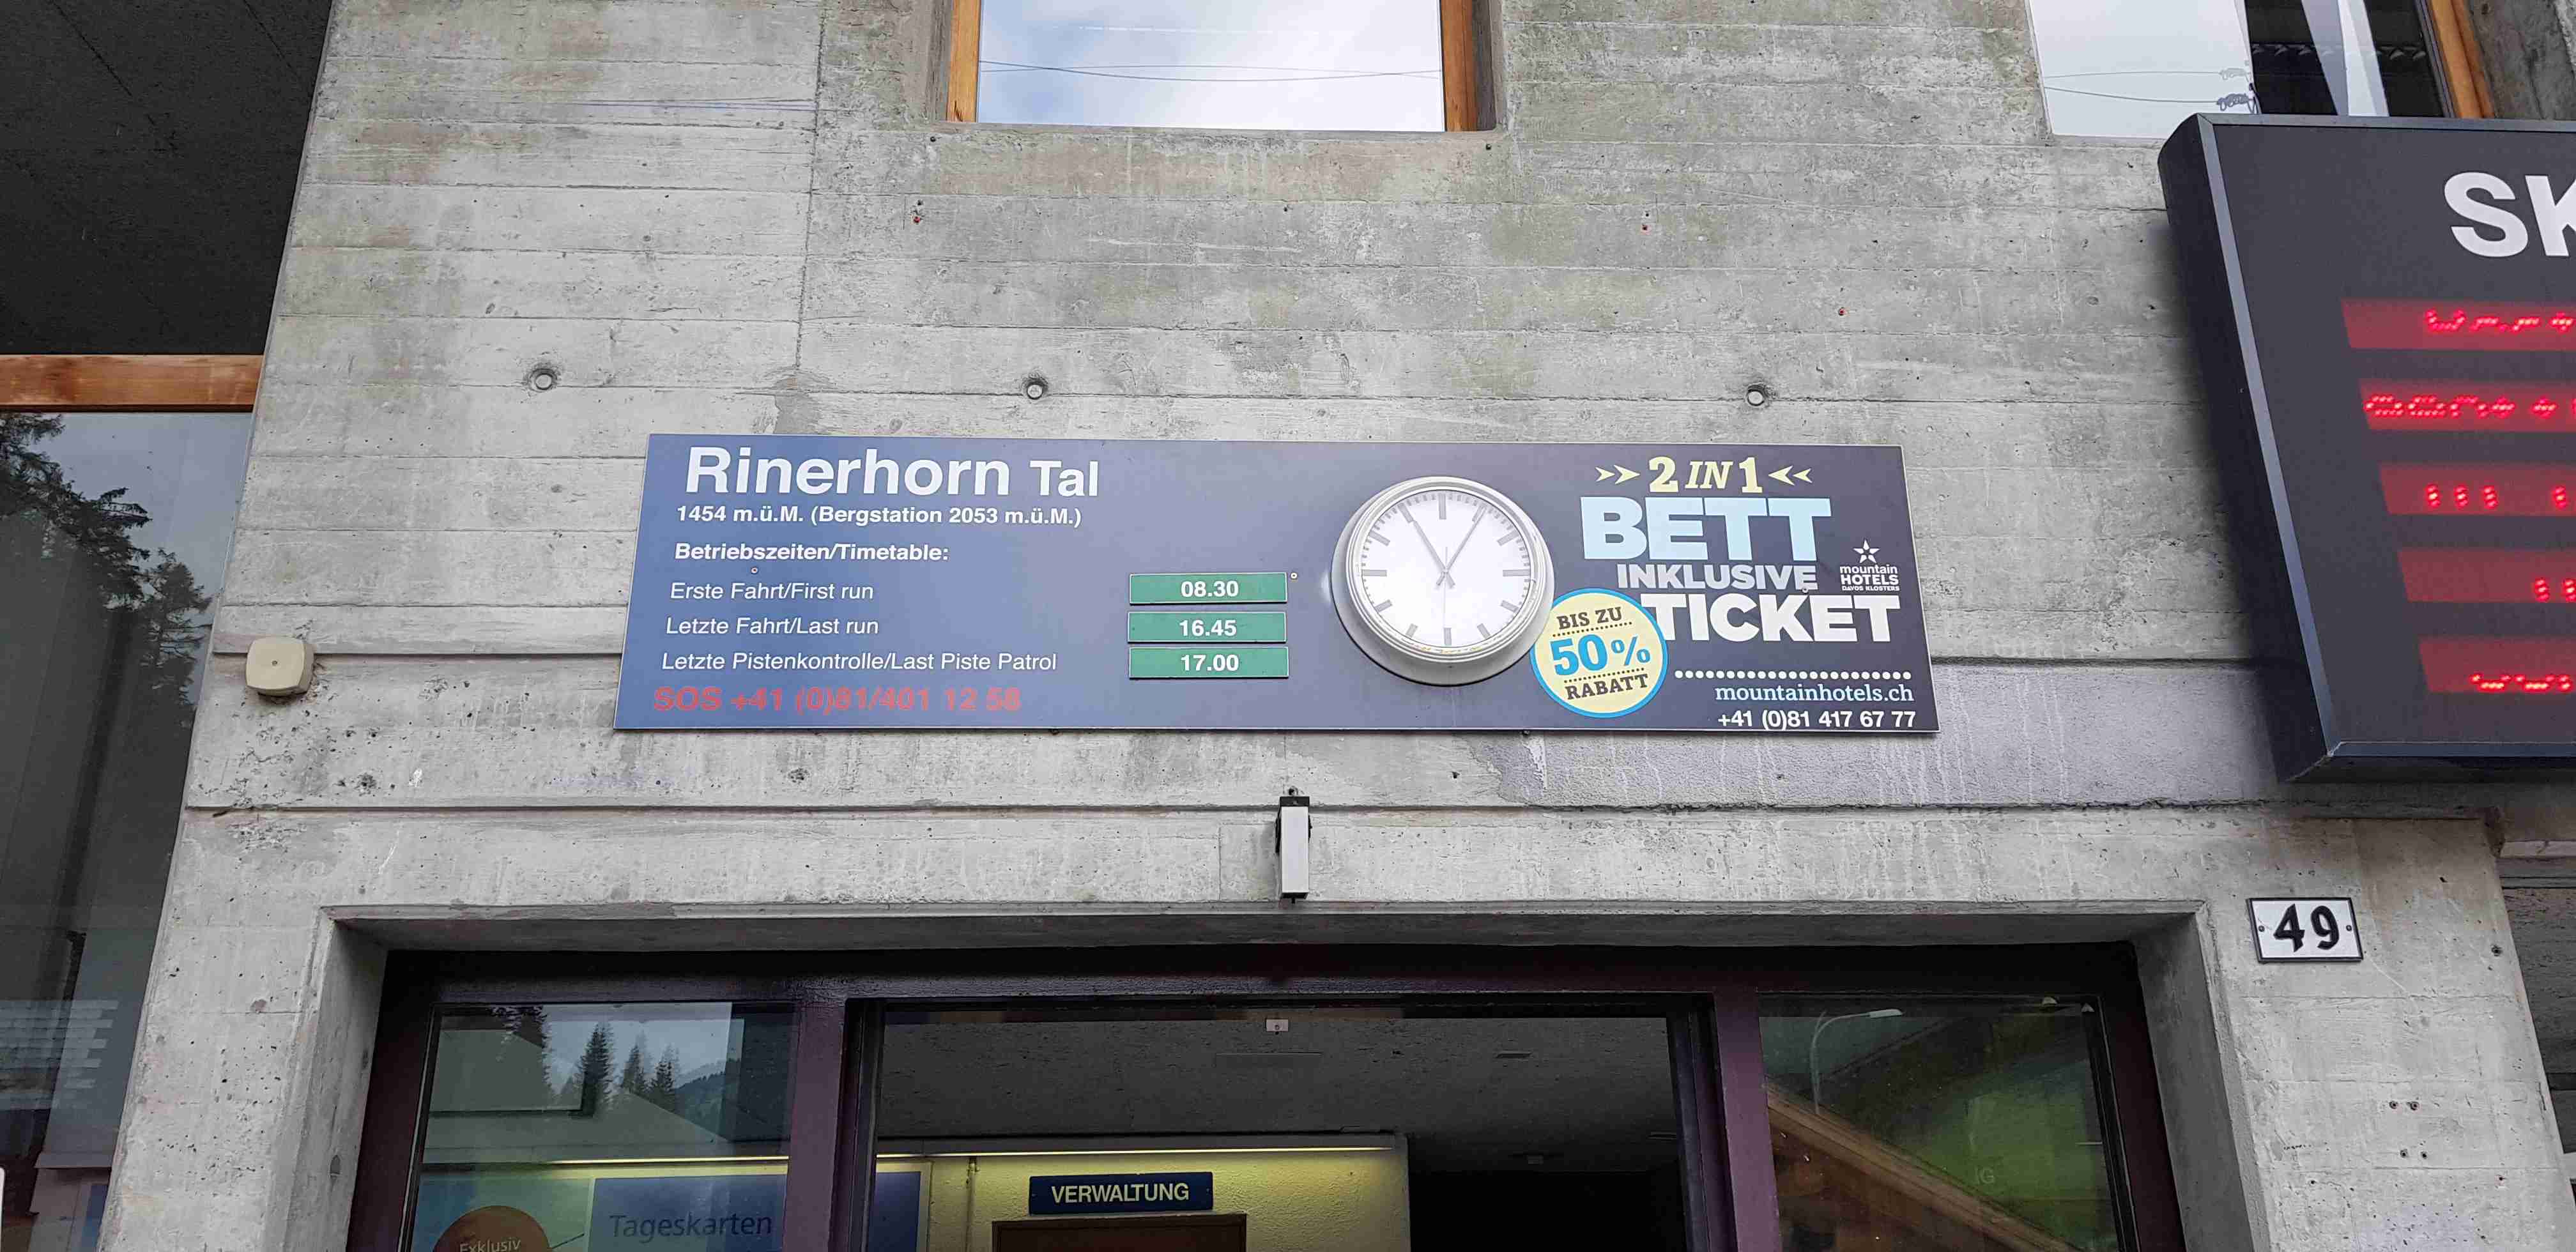 SK
Rinerhorn Tal
1454 m.ü.M. (Bergstation 2053 m.ü.M.)
Betriebszeiten/Timetable:
Erste Fahrt/First run 08.30
Letzte Fahrt/Last run 16.45
Letzte Pistenkontrolle/Last Piste Patrol 17.00
SOS +41 (0)81/401 12 58
2 IN 1
BETT
INKLUSIVE
TICKET
mountain
HOTELS
DAVOS KLOSTERS
BIS ZU
50%
RABATT
mountainhotels.ch
+41 (0)81 417 67 77
49
VERWALTUNG
Tageskarten
Exklusiv